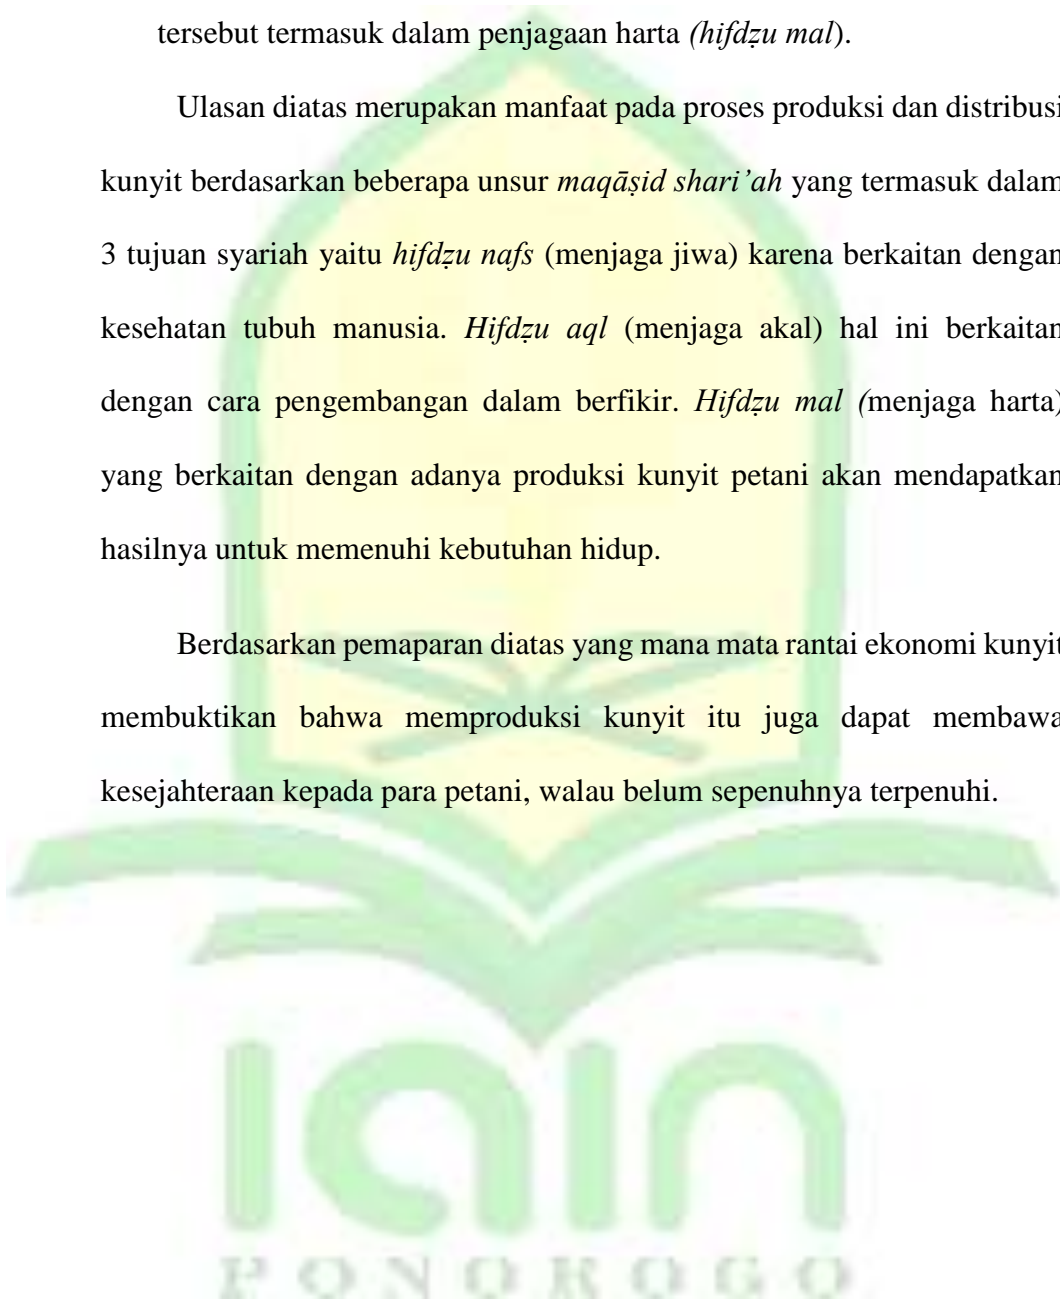 tersebut termasuk dalam penjagaan harta (hifdẓu mal).
Ulasan diatas merupakan manfaat pada proses produksi dan distribusi
kunyit berdasarkan beberapa unsur maqāṣid shari’ah yang termasuk dalam
3 tujuan syariah yaitu hifdẓu nafs (menjaga jiwa) karena berkaitan dengan
kesehatan tubuh manusia. Hifdẓu aql (menjaga akal) hal ini berkaitan
dengan cara pengembangan dalam berfikir. Hifdẓu mal (menjaga harta)
yang berkaitan dengan adanya produksi kunyit petani akan mendapatkan
hasilnya untuk memenuhi kebutuhan hidup.
Berdasarkan pemaparan diatas yang mana mata rantai ekonomi kunyit
membuktikan bahwa memproduksi kunyit itu juga dapat membawa
kesejahteraan kepada para petani, walau belum sepenuhnya terpenuhi.
iain
PONOROGO